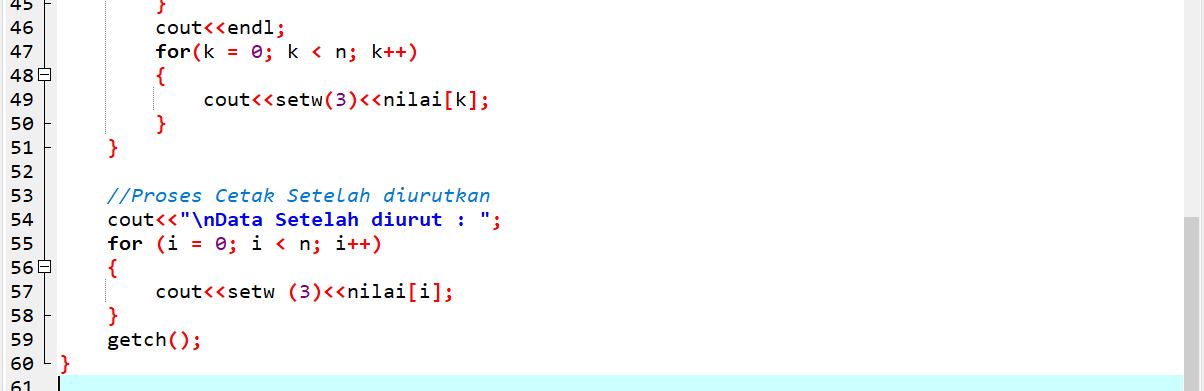 45 }
46 cout<<endl;
47 for(k = 0; k < n; k++)
48 {
49 cout<<setw(3)<<nilai[k];
50 }
51 }
52
53 //Proses Cetak Setelah diurutkan
54 cout<<"\nData Setelah diurut : ";
55 for (i = 0; i < n; i++)
56 {
57 cout<<setw (3)<<nilai[i];
58 }
59 getch();
60 }
61